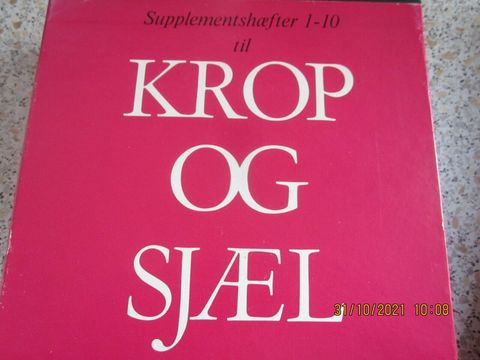 Supplementshæfter 1-10
til
KROP
OG
SJÆL
31/10/2021 10:08